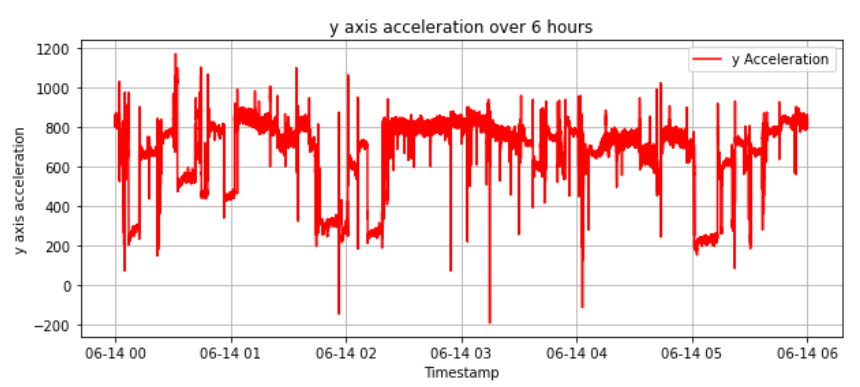 y axis acceleration over 6 hours
y Acceleration
1200
1000
800
600
400
200
0
−200
y axis acceleration
06-14 00 06-14 01 06-14 02 06-14 03 06-14 04 06-14 05 06-14 06
Timestamp